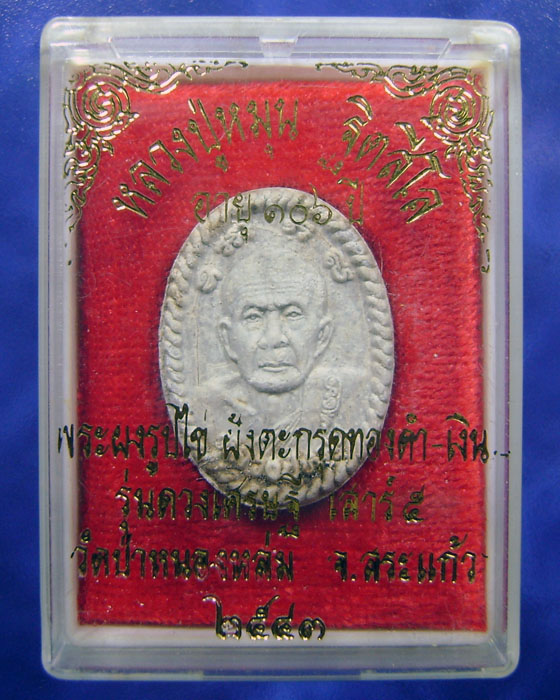 หลวงปู่หมุน ฐิตสีโล
อายุ ๑๐๖ ปี
พระผงรูปไข่ ฝังตะกรุดทองคำ-เงิน
รุ่นดวงเศรษฐี เสาร์ ๕
วัดป่าหนองหล่ม จ.สระแก้ว
๒๕๔๓